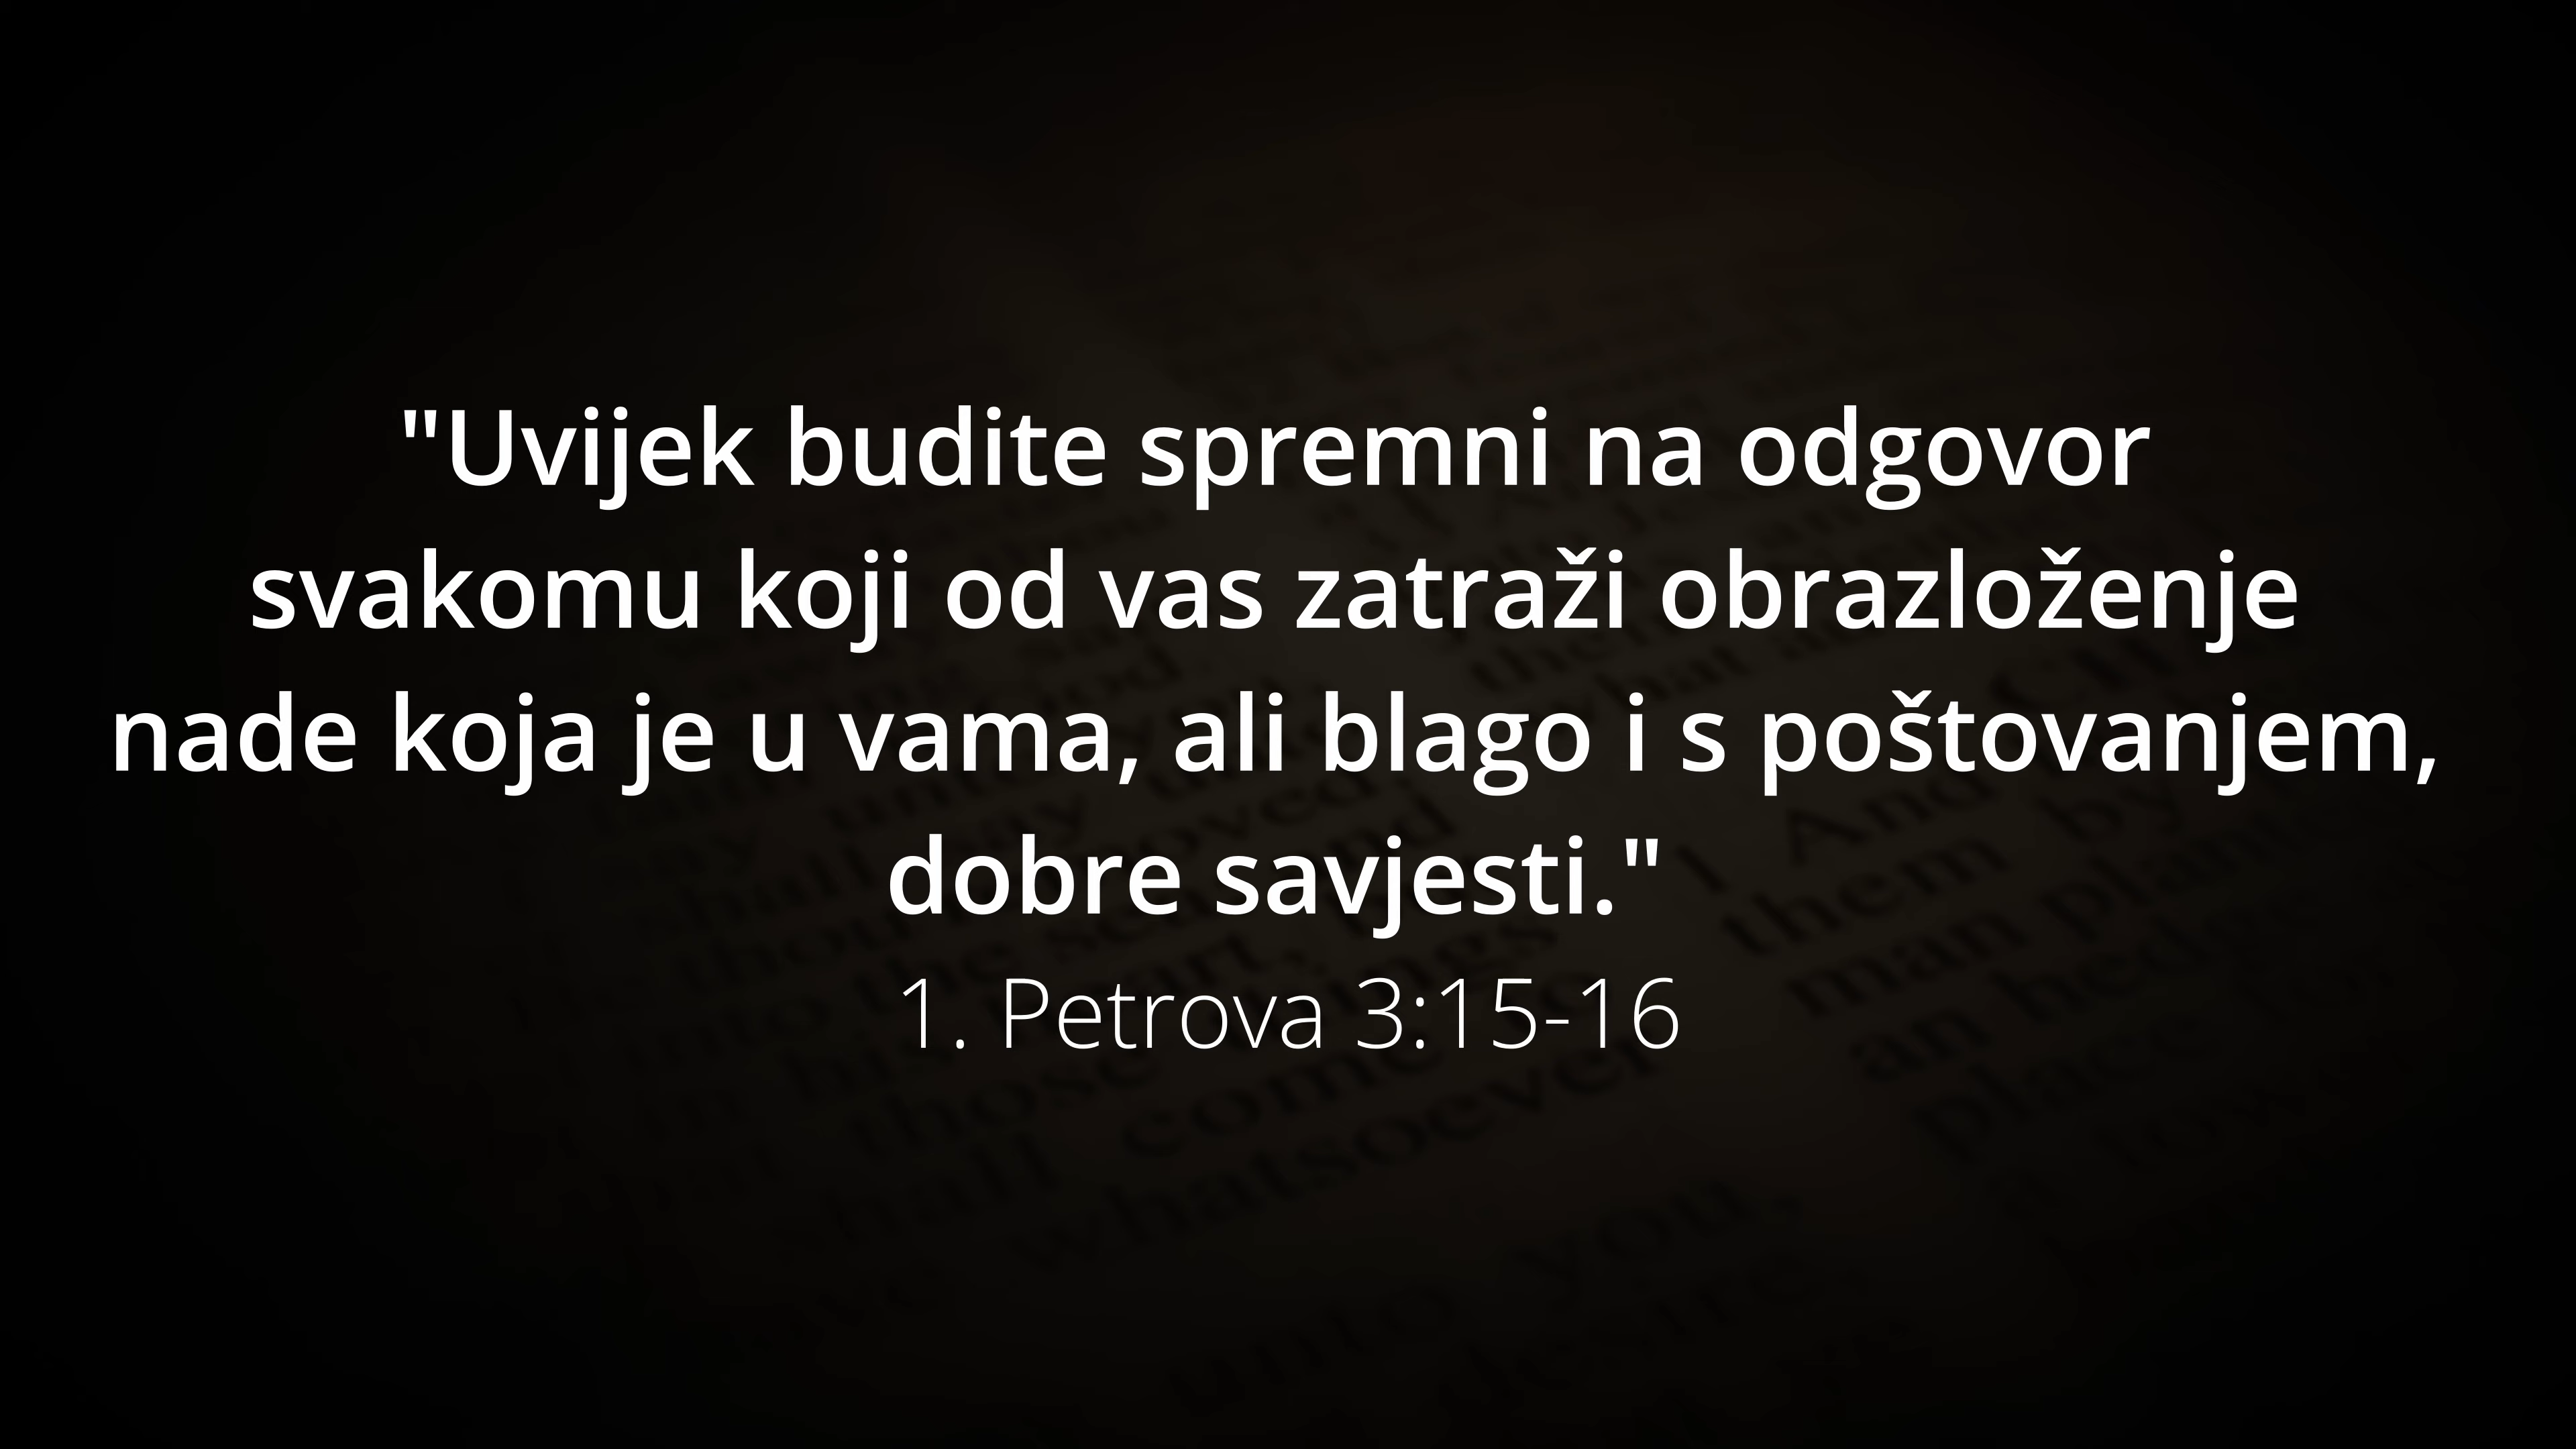 "Uvijek budite spremni na odgovor
svakomu koji od vas zatraži obrazloženje
nade koja je u vama, ali blago i s poštovanjem,
dobre savjesti."
1. Petrova 3:15-16